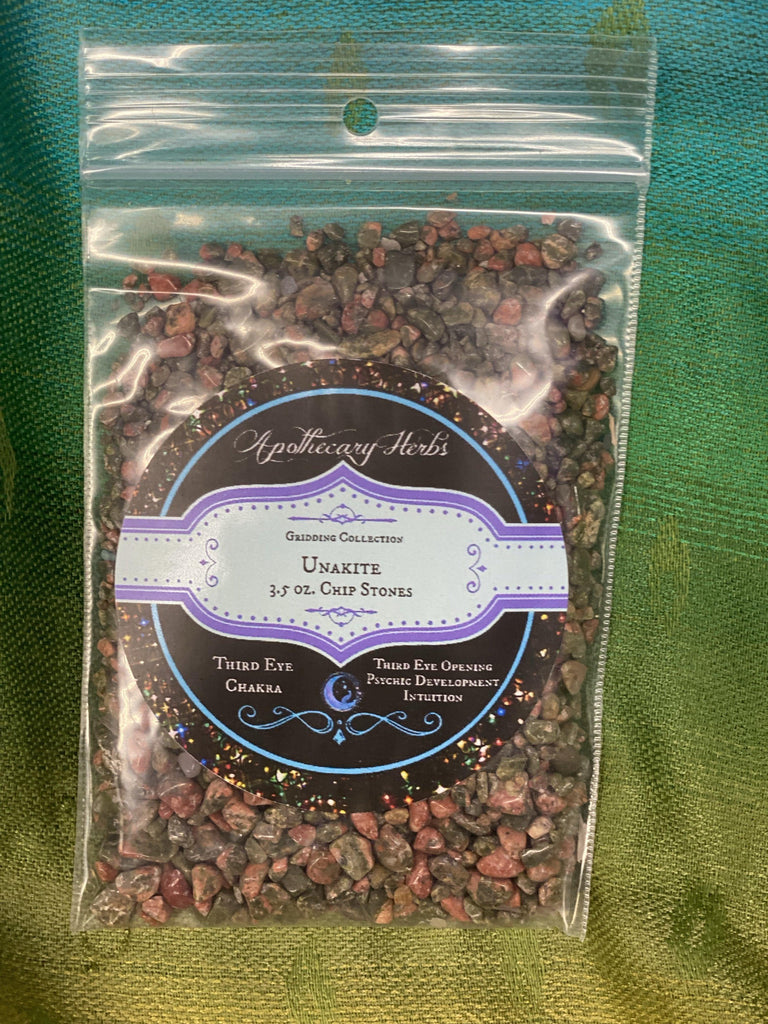 Apothecary Herbs
Gridding Collection
Unakite
3.5 oz. Chip Stones
Third Eye
Chakra
Third Eye Opening
Psychic Development
Intuition